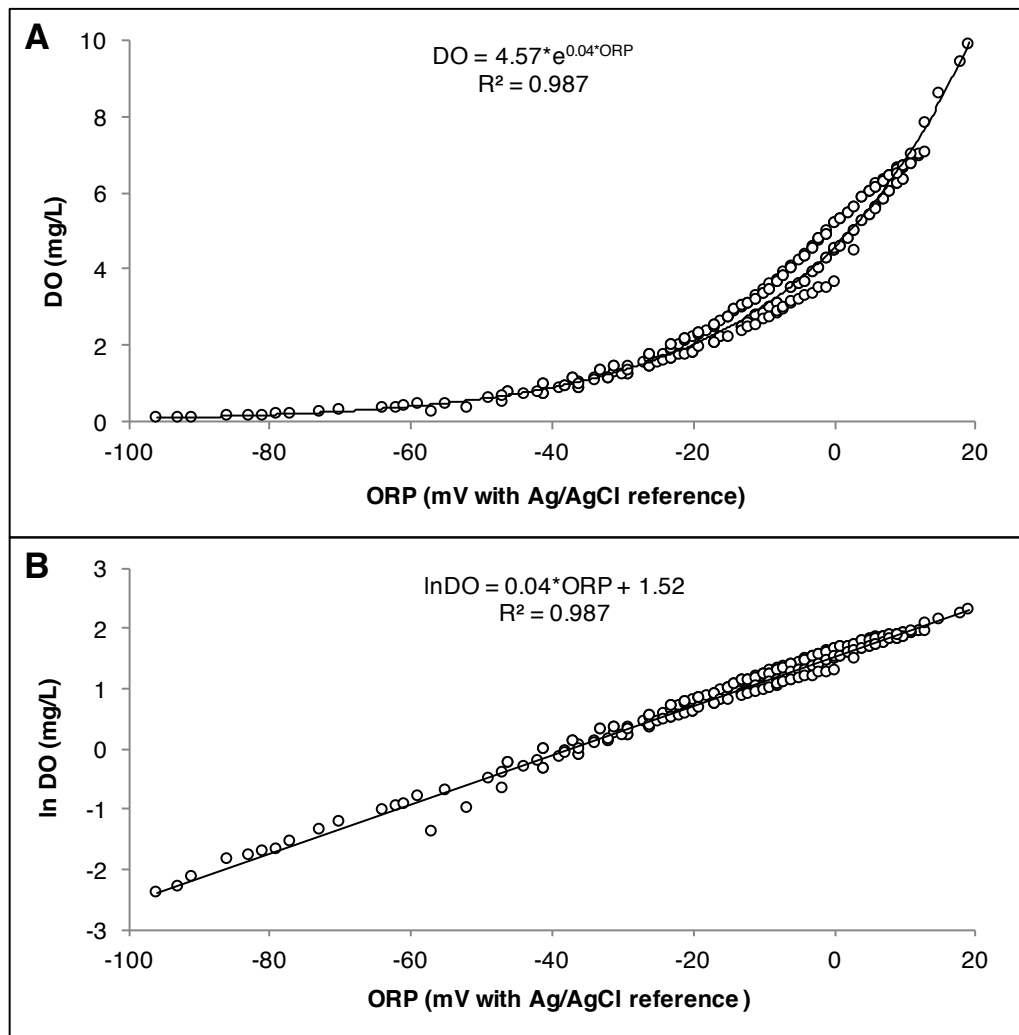 A
DO = 4.57*e^0.04*ORP
R² = 0.987
10
8
6
4
2
0
DO (mg/L)
-100 -80 -60 -40 -20 0 20
ORP (mV with Ag/AgCl reference)
B
lnDO = 0.04*ORP + 1.52
R² = 0.987
3
2
1
0
-1
-2
-3
ln DO (mg/L)
-100 -80 -60 -40 -20 0 20
ORP (mV with Ag/AgCl reference )